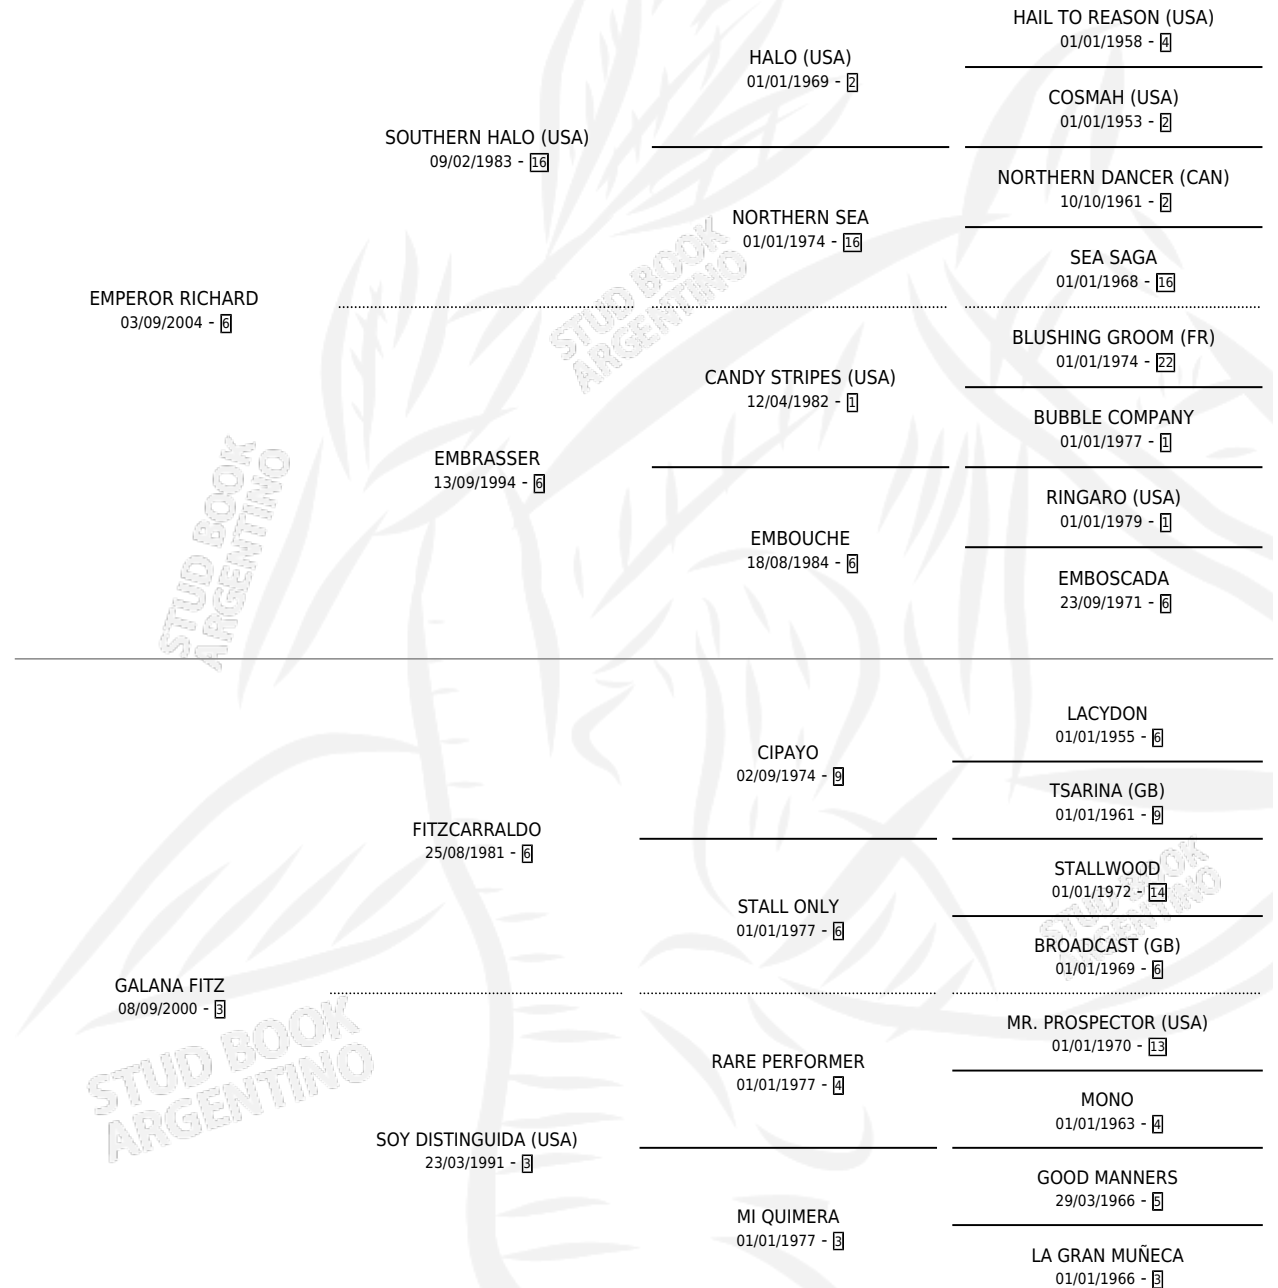 HAIL TO REASON (USA)
01/01/1958 - 4
HALO (USA)
01/01/1969 - 2
COSMAH (USA)
01/01/1953 - 2
SOUTHERN HALO (USA)
09/02/1983 - 16
NORTHERN DANCER (CAN)
10/10/1961 - 2
NORTHERN SEA
01/01/1974 - 16
SEA SAGA
01/01/1968 - 16
EMPEROR RICHARD
03/09/2004 - 6
STUD BOOK
ARGENTINO
BLUSHING GROOM (FR)
01/01/1974 - 22
CANDY STRIPES (USA)
12/04/1982 - 1
BUBBLE COMPANY
01/01/1977 - 1
EMBRASSER
13/09/1994 - 6
RINGARO (USA)
01/01/1979 - 1
EMBOUCHE
18/08/1984 - 6
EMBOSCADA
23/09/1971 - 6
STUD BOOK
ARGENTINO
LACYDON
01/01/1955 - 6
CIPAYO
02/09/1974 - 9
TSARINA (GB)
01/01/1961 - 9
FITZCARRALDO
25/08/1981 - 6
STALLWOOD
01/01/1972 - 14
STUD BOOK
ARGENTINO
STALL ONLY
01/01/1977 - 6
BROADCAST (GB)
01/01/1969 - 6
GALANA FITZ
08/09/2000 - 3
STUD BOOK
ARGENTINO
MR. PROSPECTOR (USA)
01/01/1970 - 13
RARE PERFORMER
01/01/1977 - 4
MONO
01/01/1963 - 4
SOY DISTINGUIDA (USA)
23/03/1991 - 3
GOOD MANNERS
29/03/1966 - 5
MI QUIMERA
01/01/1977 - 3
LA GRAN MUÑECA
01/01/1966 - 3